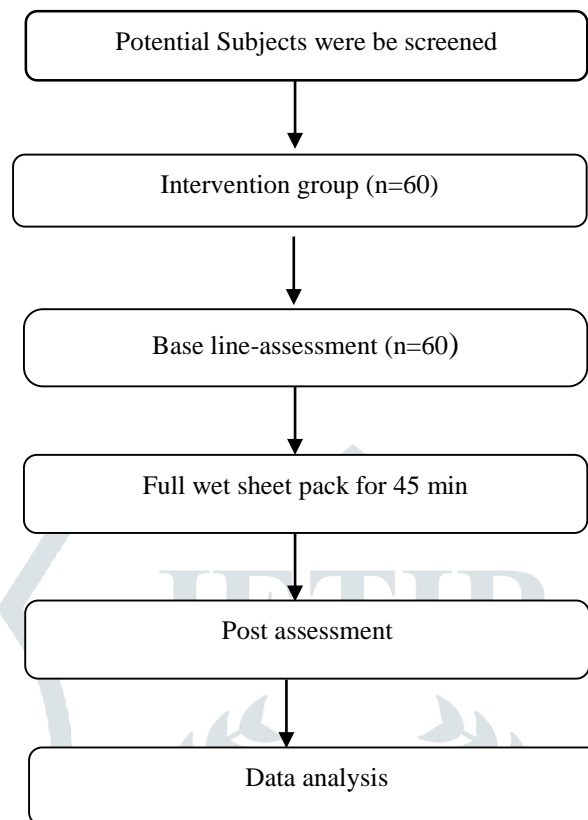 Potential Subjects were be screened
Intervention group (n=60)
Base line-assessment (n=60)
Full wet sheet pack for 45 min
JETIR
Post assessment
Data analysis